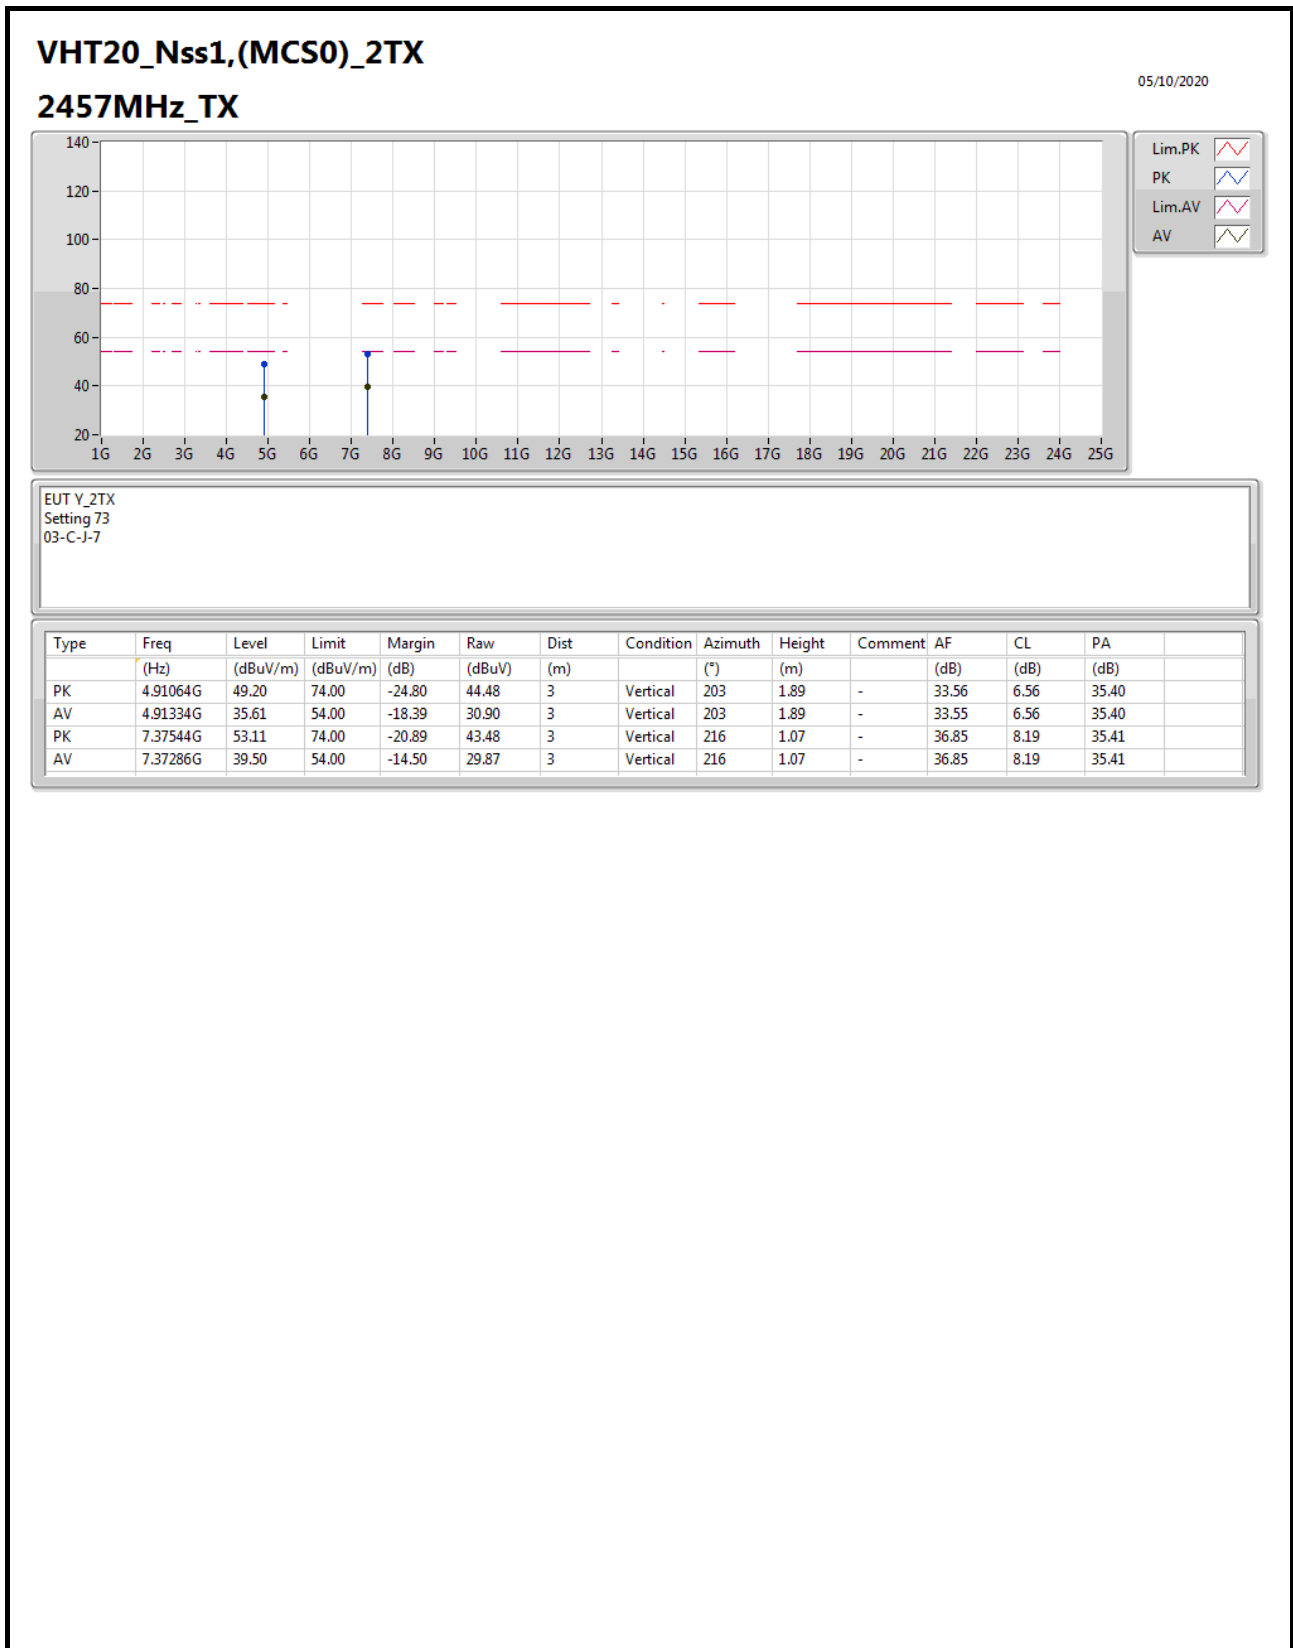 VHT20_Nss1,(MCS0)_2TX
05/10/2020
2457MHz_TX
140
120
100
80
60
40
20
1G 2G 3G 4G 5G 6G 7G 8G 9G 10G 11G 12G 13G 14G 15G 16G 17G 18G 19G 20G 21G 22G 23G 24G 25G
Lim.PK
PK
Lim.AV
AV
EUT Y_2TX
Setting 73
03-C-J-7
Type Freq Level Limit Margin Raw Dist Condition Azimuth Height Comment AF CL PA
(Hz) (dBuV/m) (dBuV/m) (dB) (dBuV) (m) (°) (m) (dB) (dB) (dB)
PK 4.91064G 49.20 74.00 -24.80 44.48 3 Vertical 203 1.89 - 33.56 6.56 35.40
AV 4.91334G 35.61 54.00 -18.39 30.90 3 Vertical 203 1.89 - 33.55 6.56 35.40
PK 7.37544G 53.11 74.00 -20.89 43.48 3 Vertical 216 1.07 - 36.85 8.19 35.41
AV 7.37286G 39.50 54.00 -14.50 29.87 3 Vertical 216 1.07 - 36.85 8.19 35.41